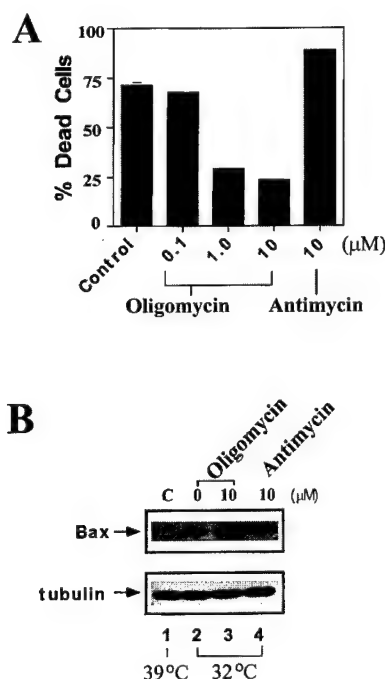 A
% Dead Cells
100
75
50
25
0
Control
0.1
1.0
10
10
(μM)
Oligomycin
Antimycin
B
Oligomycin
Antimycin
C 0 10 10 (μM)
Bax
tubulin
1 2 3 4
39°C 32°C